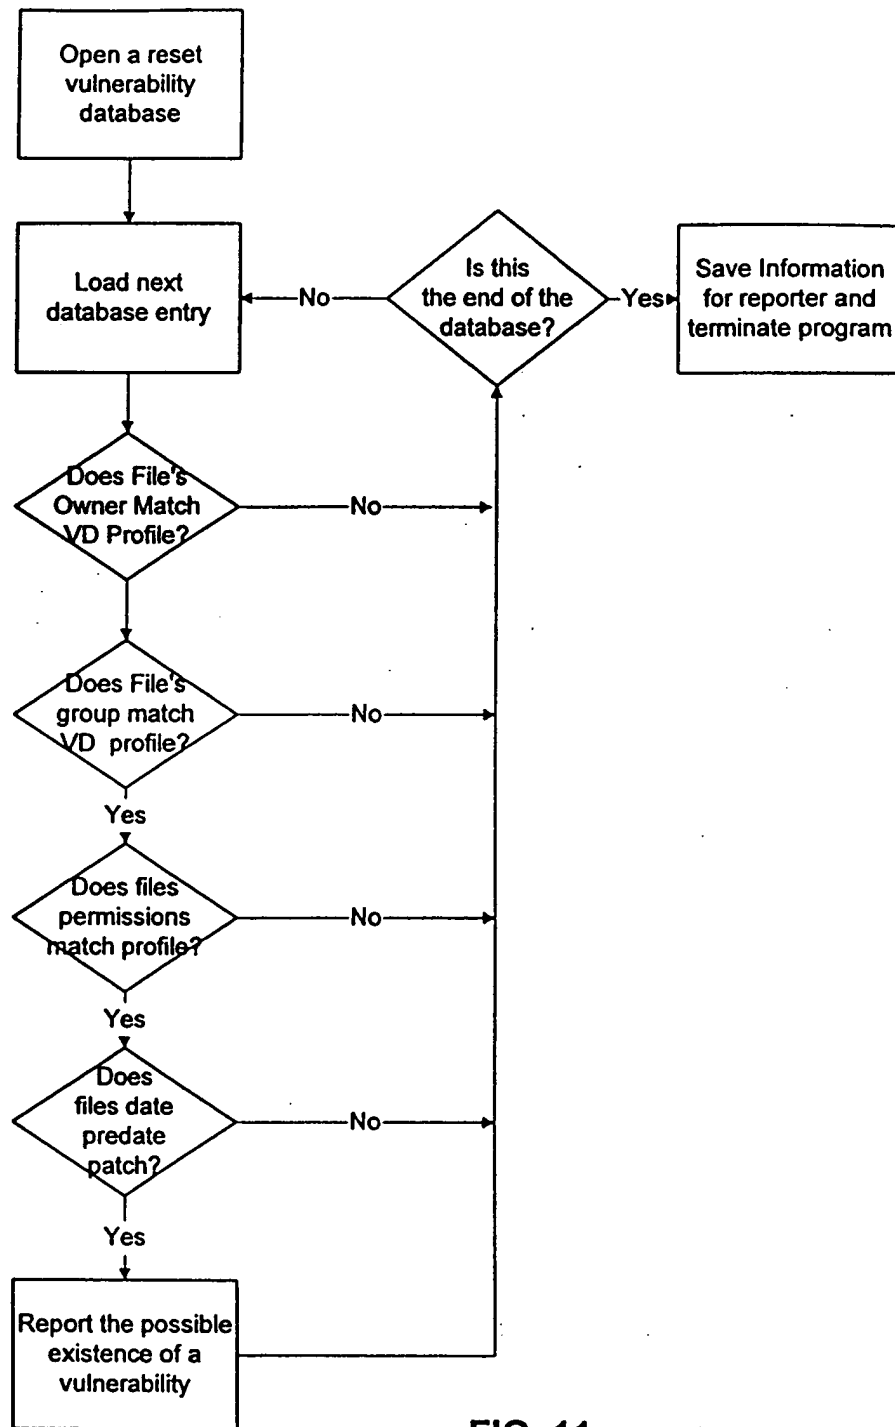 Open a reset
vulnerability
database
Load next
database entry
No
Is this
the end of the
database?
Yes
Save Information
for reporter and
terminate program
Does File's
Owner Match
VD Profile?
No
Does File's
group match
VD profile?
No
Yes
Does files
permissions
match profile?
No
Yes
Does
files date
predate
patch?
No
Yes
Report the possible
existence of a
vulnerability
FIG. 11